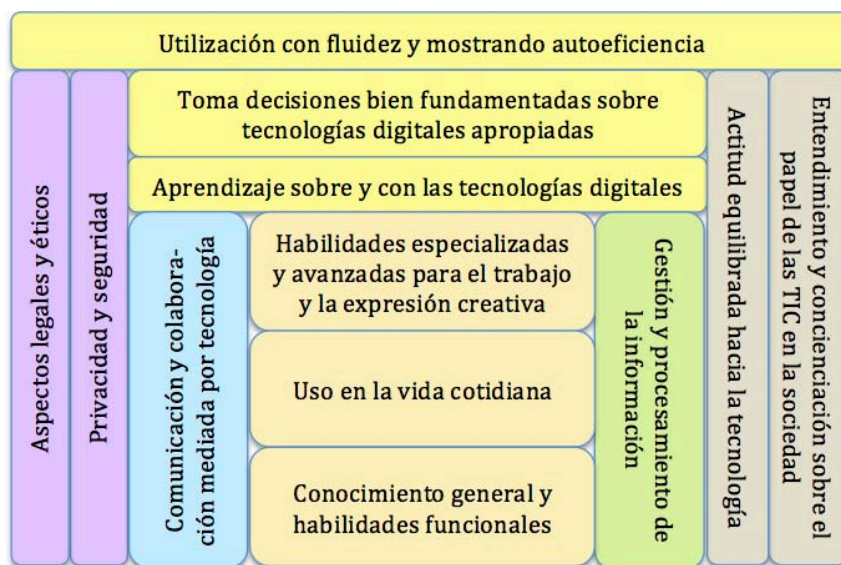 Utilización con fluidez y mostrando autoeficiencia
Aspectos legales y éticos
Privacidad y seguridad
Toma decisiones bien fundamentadas sobre
tecnologías digitales apropiadas
Aprendizaje sobre y con las tecnologías digitales
Comunicación y colabora-
ción mediada por tecnología
Habilidades especializadas
y avanzadas para el trabajo
y la expresión creativa
Uso en la vida cotidiana
Conocimiento general y
habilidades funcionales
Gestión y procesamiento de
la información
Actitud equilibrada hacia la tecnología
Entendimiento y concienciación sobre el
papel de las TIC en la sociedad